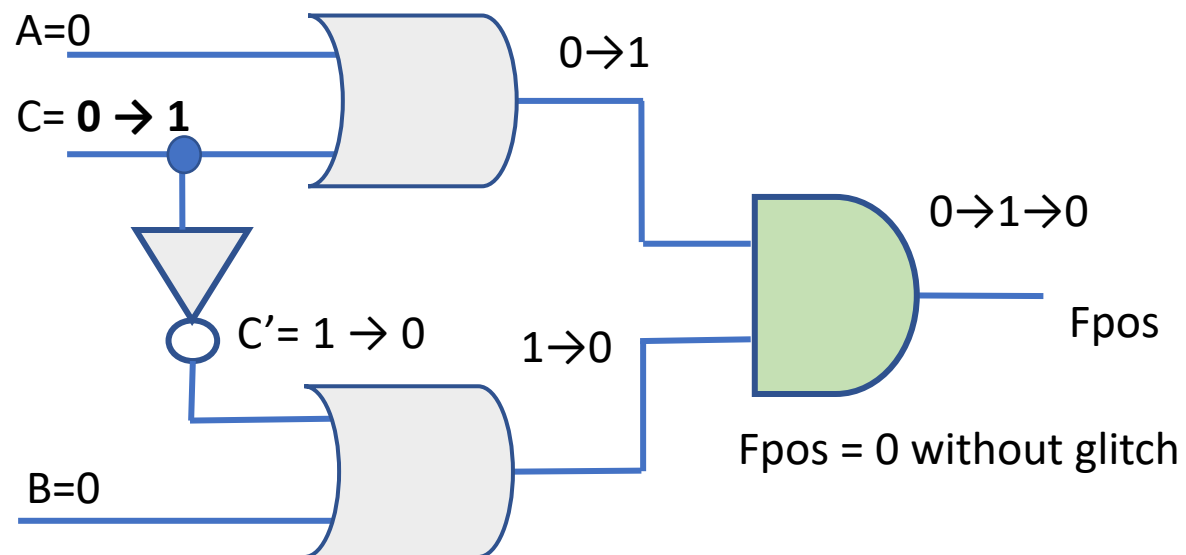 A=0
0→1
C= 0 → 1
0→1→0
C’= 1 → 0
1→0
Fpos
Fpos = 0 without glitch
B=0